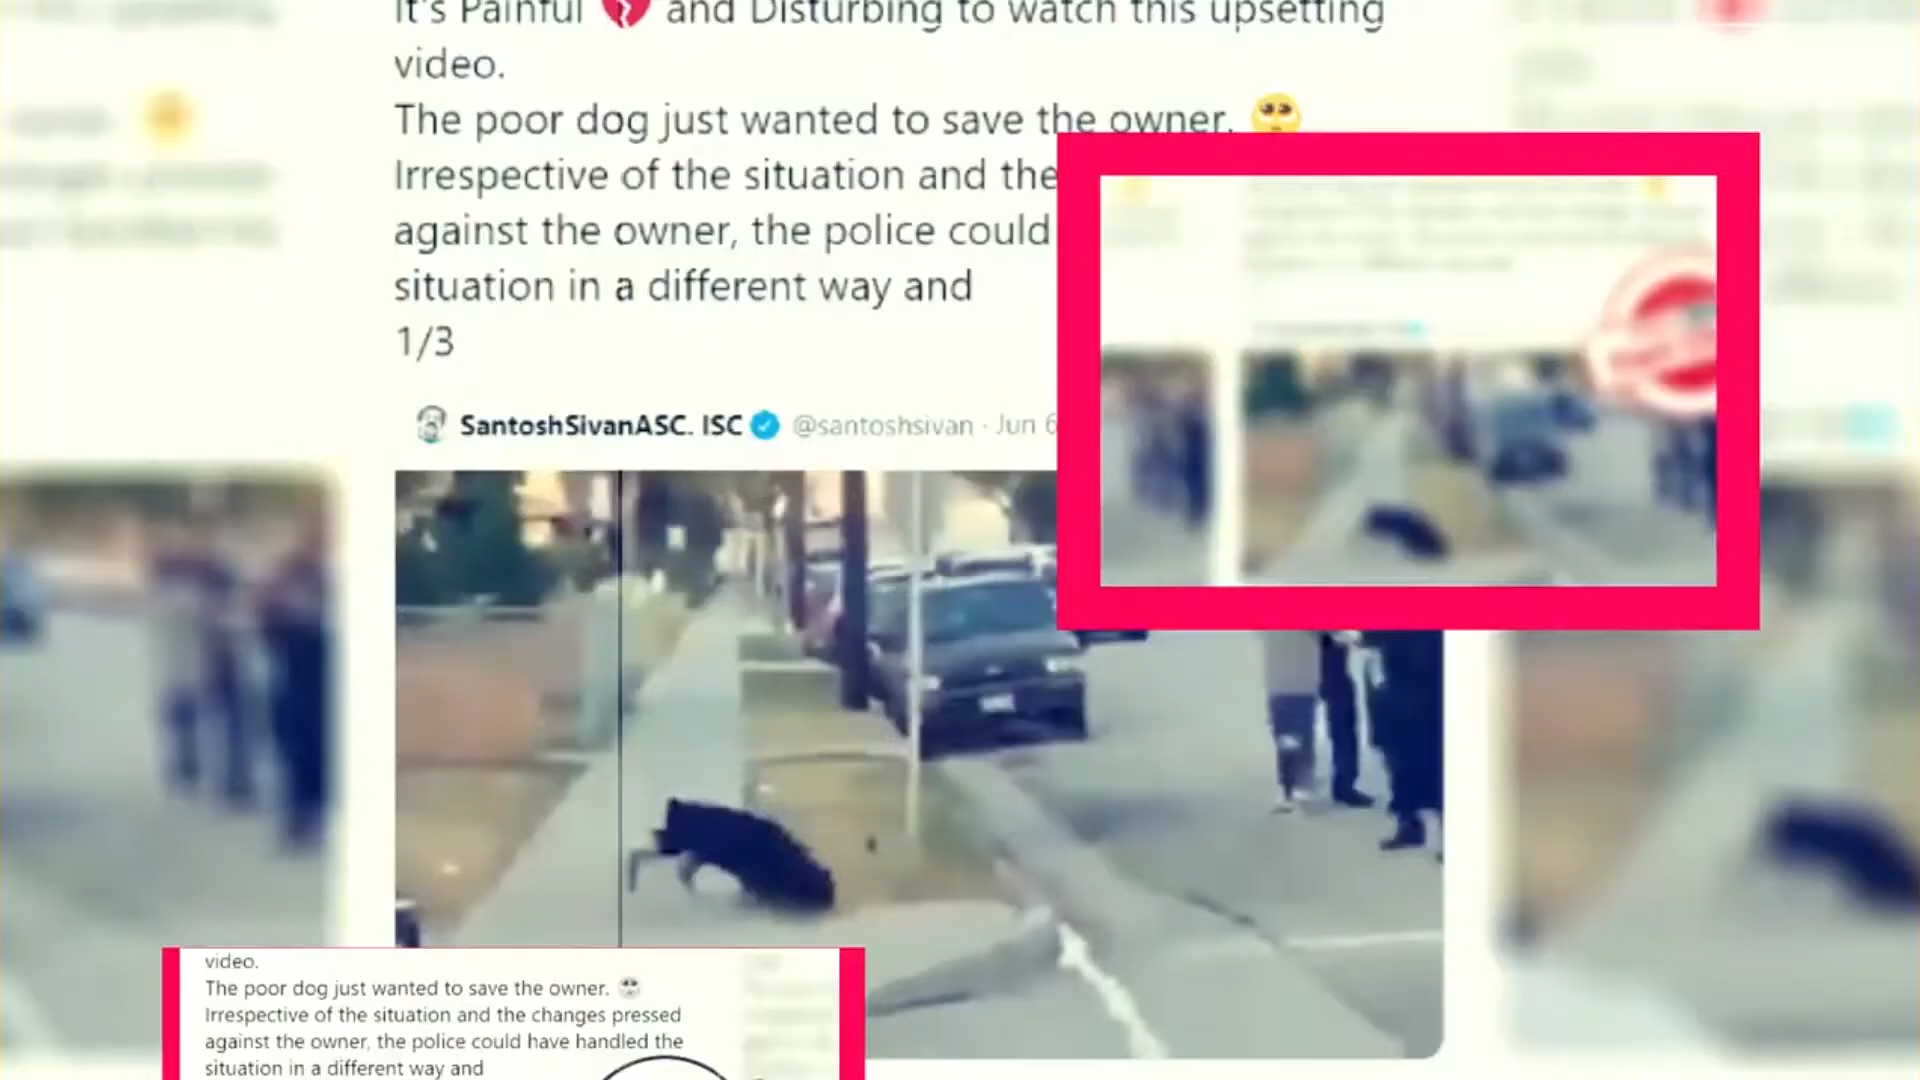 It's Painful 💔 and Disturbing to watch this upsetting
video.
The poor dog just wanted to save the owner. 🥺
Irrespective of the situation and the
against the owner, the police could
situation in a different way and
1/3
SantoshSivanASC. ISC @santoshsivan · Jun 6
video.
The poor dog just wanted to save the owner. 🥺
Irrespective of the situation and the changes pressed
against the owner, the police could have handled the
situation in a different way and